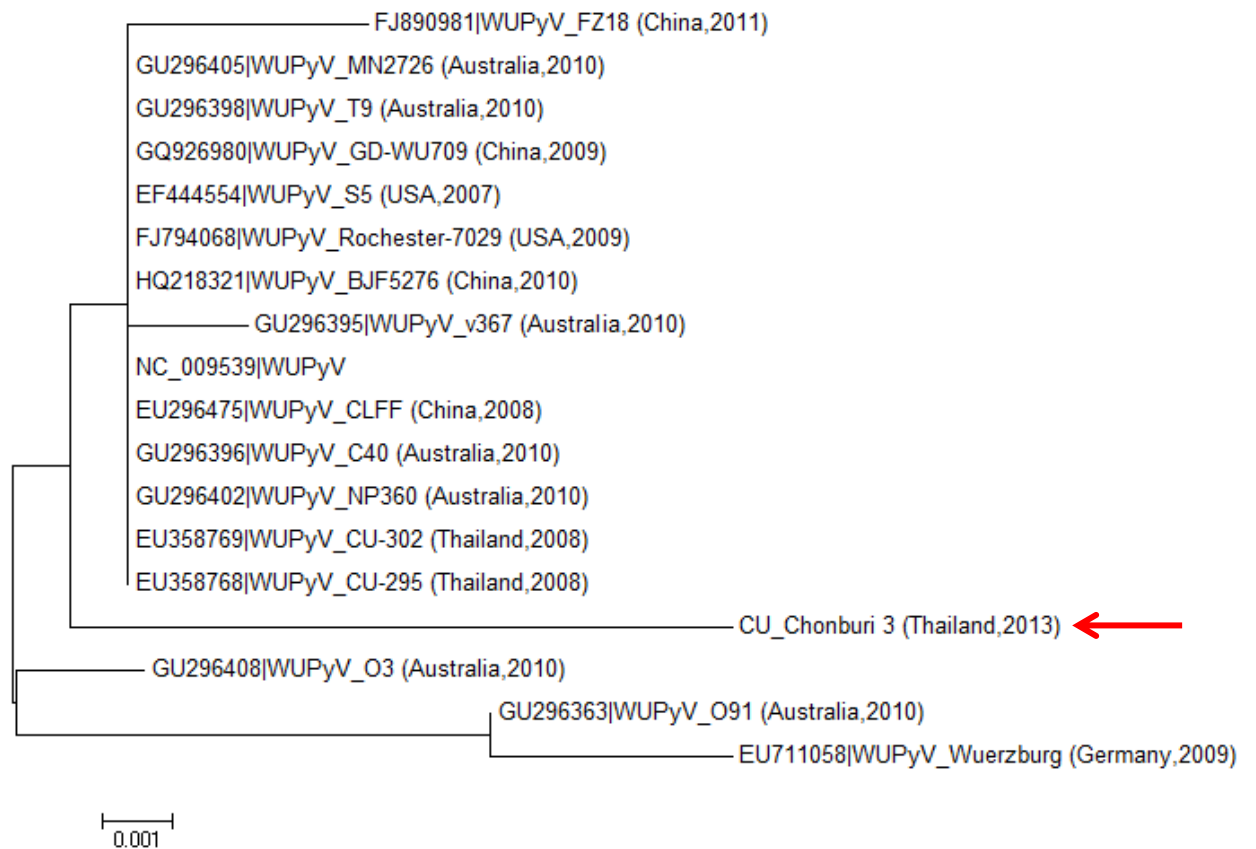 FJ890981|WUPyV_FZ18 (China,2011)
GU296405|WUPyV_MN2726 (Australia,2010)
GU296398|WUPyV_T9 (Australia,2010)
GQ926980|WUPyV_GD-WU709 (China,2009)
EF444554|WUPyV_S5 (USA,2007)
FJ794068|WUPyV_Rochester-7029 (USA,2009)
HQ218321|WUPyV_BJF5276 (China,2010)
GU296395|WUPyV_v367 (Australia,2010)
NC_009539|WUPyV
EU296475|WUPyV_CLFF (China,2008)
GU296396|WUPyV_C40 (Australia,2010)
GU296402|WUPyV_NP360 (Australia,2010)
EU358769|WUPyV_CU-302 (Thailand,2008)
EU358768|WUPyV_CU-295 (Thailand,2008)
CU_Chonburi 3 (Thailand,2013)
GU296408|WUPyV_O3 (Australia,2010)
GU296363|WUPyV_O91 (Australia,2010)
EU711058|WUPyV_Wuerzburg (Germany,2009)
0.001